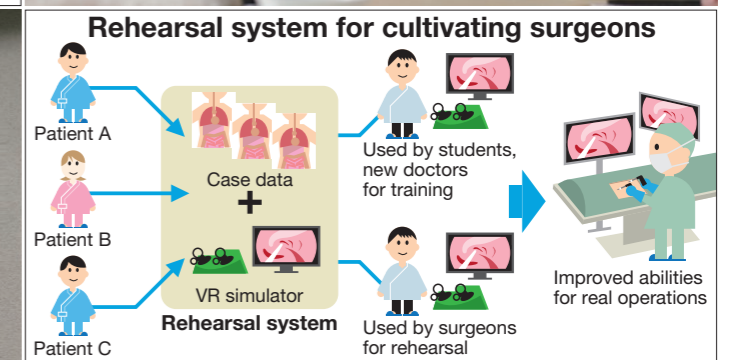 Rehearsal system for cultivating surgeons
Patient A
Patient B
Patient C
Case data
+
VR simulator
Rehearsal system
Used by students,
new doctors
for training
Used by surgeons
for rehearsal
Improved abilities
for real operations